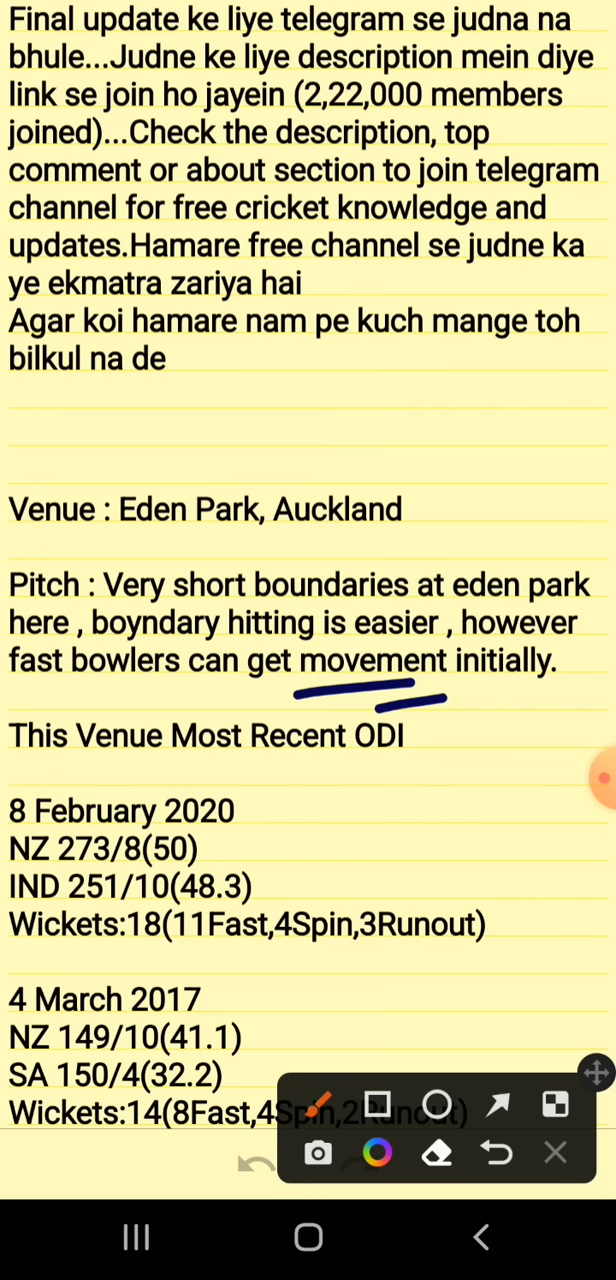 Final update ke liye telegram se judna na
bhule...Judne ke liye description mein diye
link se join ho jayein (2,22,000 members
joined)...Check the description, top
comment or about section to join telegram
channel for free cricket knowledge and
updates.Hamare free channel se judne ka
ye ekmatra zariya hai
Agar koi hamare nam pe kuch mange toh
bilkul na de
Venue : Eden Park, Auckland
Pitch : Very short boundaries at eden park
here , boyndary hitting is easier , however
fast bowlers can get movement initially.
This Venue Most Recent ODI
8 February 2020
NZ 273/8(50)
IND 251/10(48.3)
Wickets:18(11Fast,4Spin,3Runout)
4 March 2017
NZ 149/10(41.1)
SA 150/4(32.2)
Wickets:14(8Fast,4Spin,2Runout)